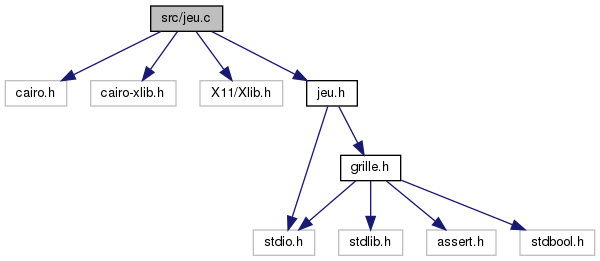 src/jeu.c
cairo.h
cairo-xlib.h
X11/Xlib.h
jeu.h
grille.h
stdio.h
stdlib.h
assert.h
stdbool.h